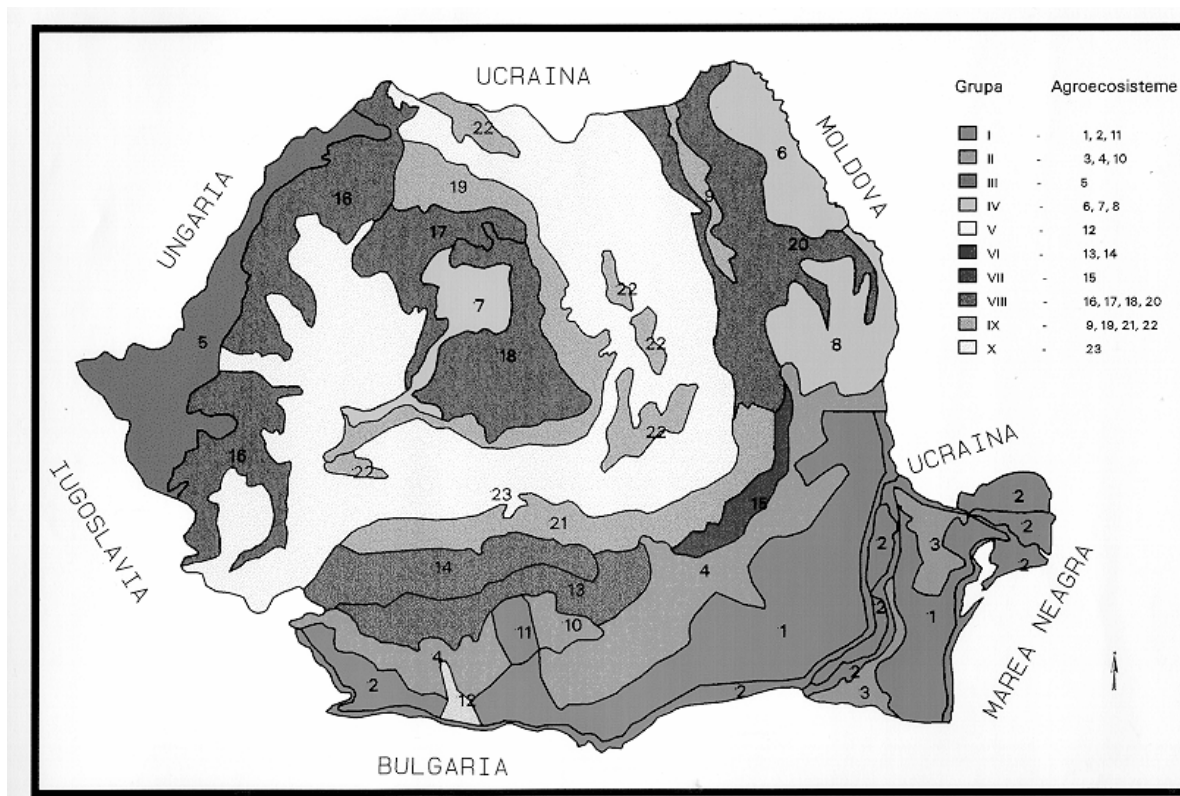 UCRAINA
Grupa Agroecosisteme
I - 1, 2, 11
II - 3, 4, 10
III - 5
IV - 6, 7, 8
V - 12
VI - 13, 14
VII - 15
VIII - 16, 17, 18, 20
IX - 9, 19, 21, 22
X - 23
MOLDOVA
UNGARIA
IUGOSLAVIA
UCRAINA
MAREA NEAGRA
BULGARIA
22
6
19
16
9
17
20
22
7
5
22
8
18
22
16
22
23
2
21
15
2
2
3
14
4
2
13
2
10
1
1
11
4
2
2
12
2
3